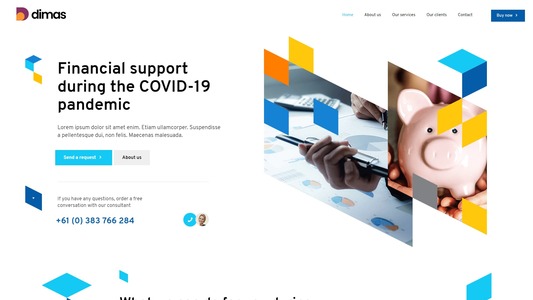 dimas
Home About us Our services Our clients Contact Buy now
Financial support
during the COVID-19
pandemic
Lorem ipsum dolor sit amet enim. Etiam ullamcorper. Suspendisse
a pellentesque dui, non felis. Maecenas malesuada.
Send a request About us
If you have any questions, order a free
conversation with our consultant
+61 (0) 383 766 284